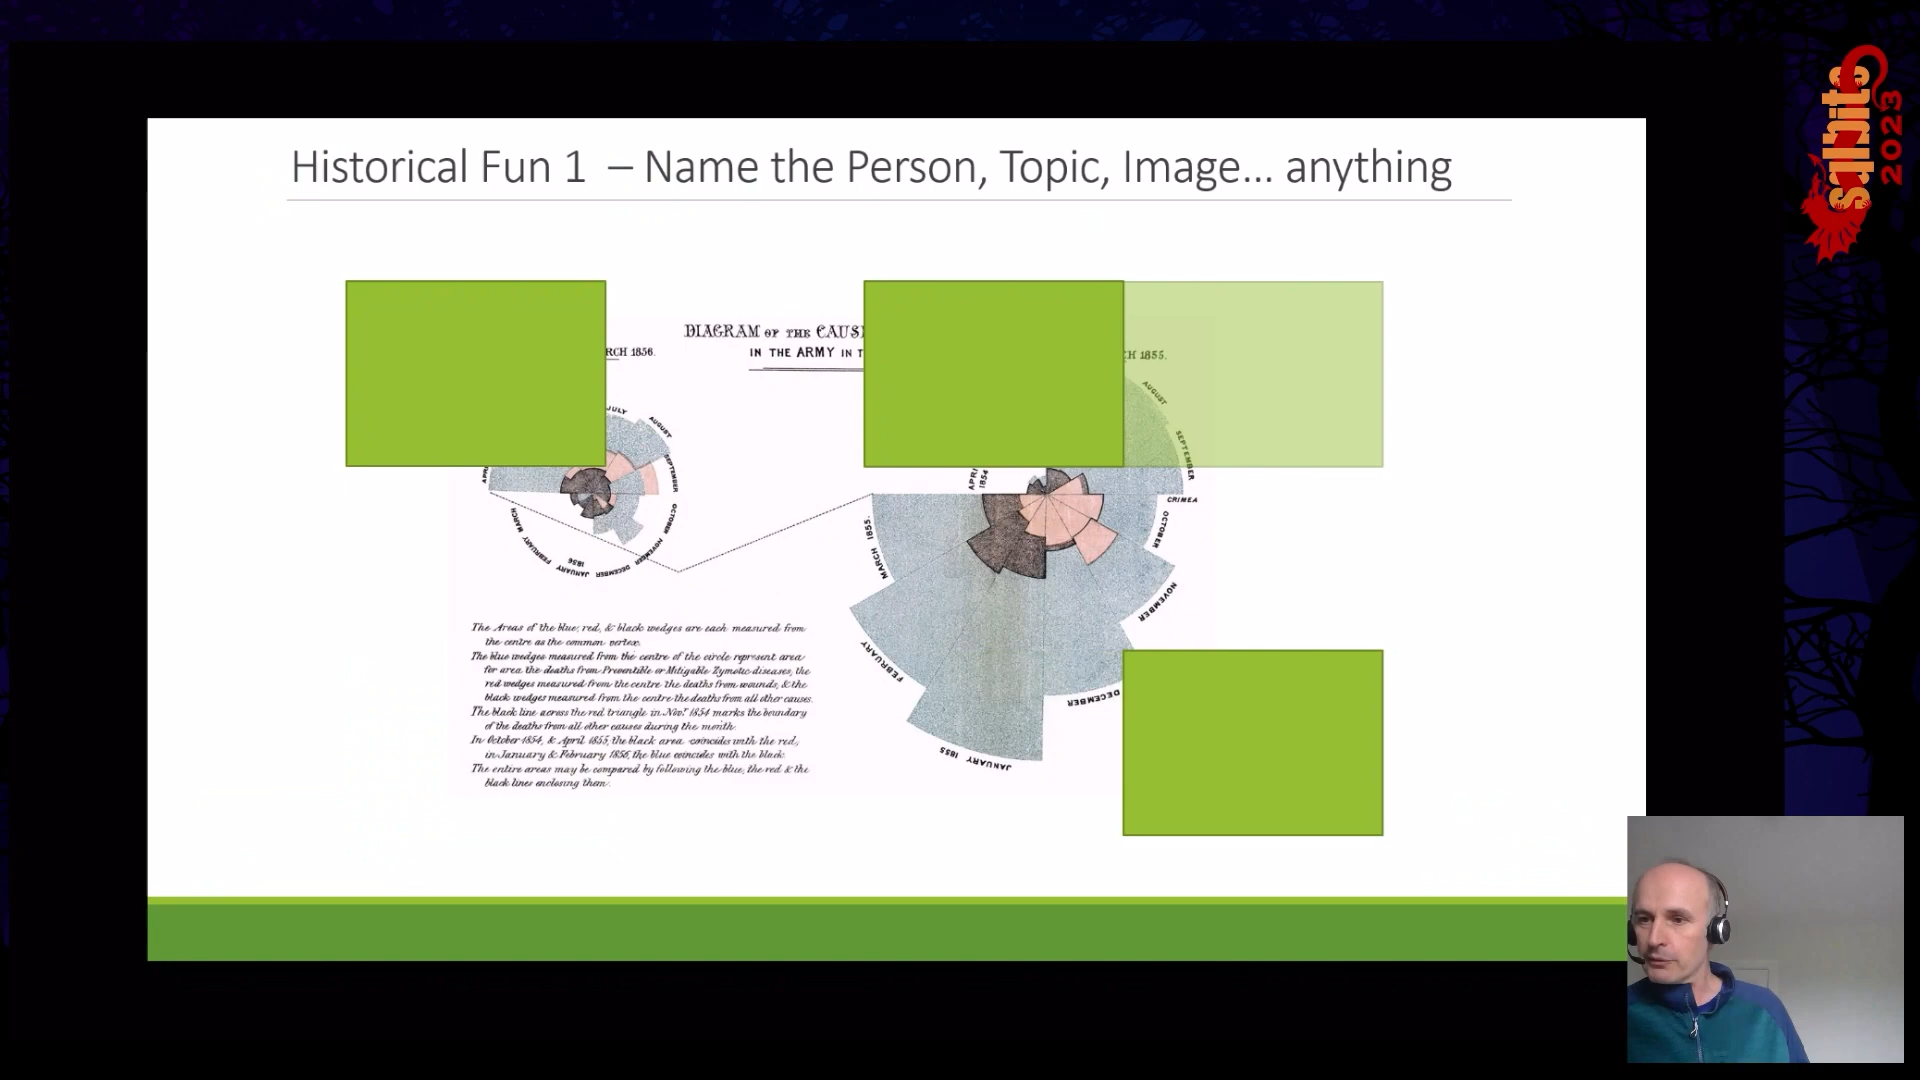 Historical Fun 1 – Name the Person, Topic, Image... anything
sqlbits
2023
DIAGRAM OF THE CAUS
IN THE ARMY IN T
RCH 1856.
H 1855.
JULY
AUGUST
SEPTEMBER
OCTOBER
NOVEMBER
DECEMBER
JANUARY
1856
FEBRUARY
MARCH
APRI
APRI
1854
AUGUST
SEPTEMBER
CRIMEA
OCTOBER
NOVEMBER
DECEMBER
JANUARY 1855
FEBRUARY
MARCH 1855.
The Areas of the blue, red, & black wedges are each measured from
the centre as the common vertex.
The blue wedges measured from the centre of the circle represent area
for area the deaths from Preventible or Mitigable Zymotic diseases, the
red wedges measured from the centre the deaths from wounds, & the
black wedges measured from the centre the deaths from all other causes.
The black line across the red triangle in Novr. 1854 marks the boundary
of the deaths from all other causes during the month.
In October 1854, & April 1855, the black area coincides with the red,
in January & February 1856, the blue coincides with the black.
The entire areas may be compared by following the blue, the red & the
black lines enclosing them.